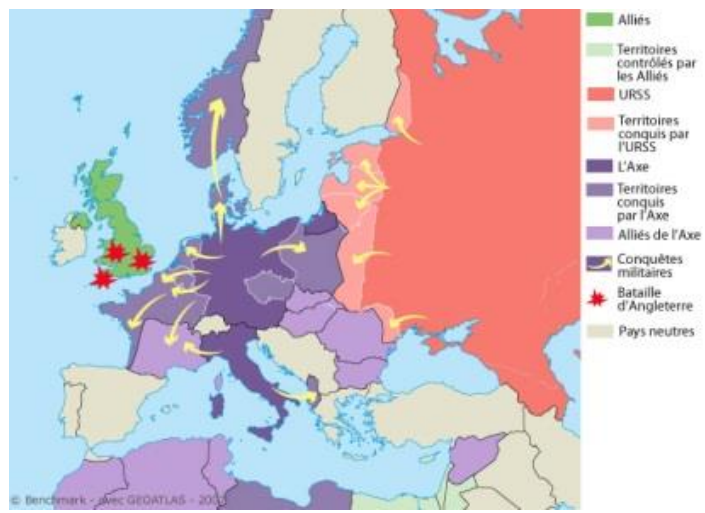 Alliés
Territoires
contrôlés par
les Alliés
URSS
Territoires
conquis par
l'URSS
L'Axe
Territoires
conquis
par l'Axe
Alliés de l'Axe
Conquêtes
militaires
Bataille
d'Angleterre
Pays neutres
© Benchmark - avec GEOATLAS -